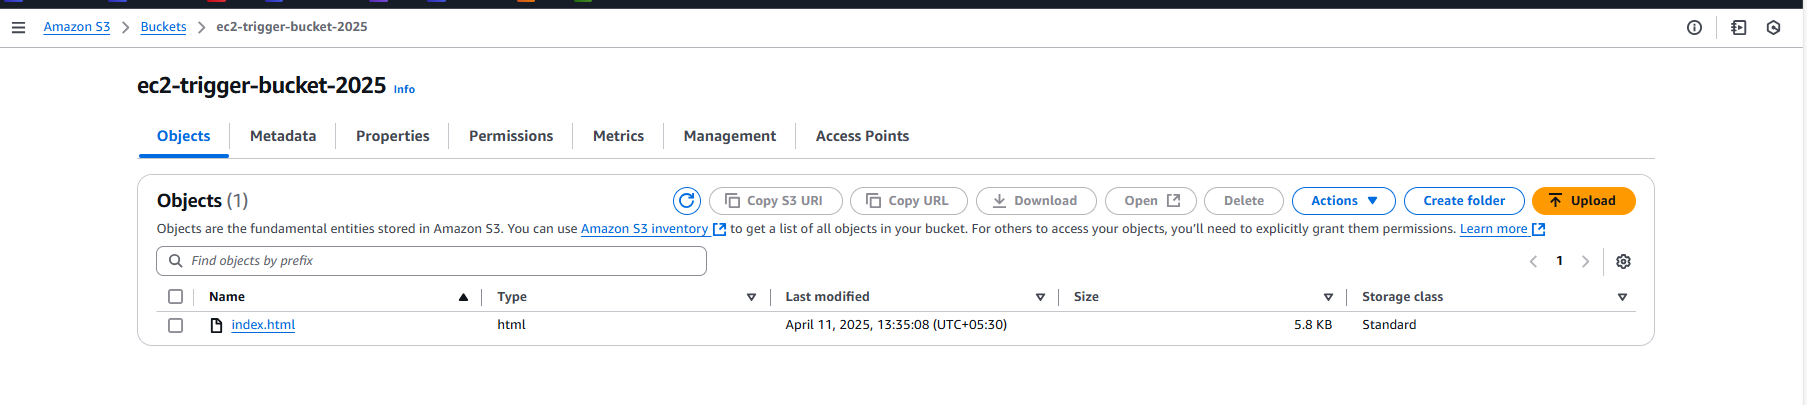 Amazon S3 > Buckets > ec2-trigger-bucket-2025
ec2-trigger-bucket-2025 Info
Objects Metadata Properties Permissions Metrics Management Access Points
Objects (1) Copy S3 URI Copy URL Download Open Delete Actions Create folder Upload
Objects are the fundamental entities stored in Amazon S3. You can use Amazon S3 inventory to get a list of all objects in your bucket. For others to access your objects, you'll need to explicitly grant them permissions. Learn more
Find objects by prefix 1
Name Type Last modified Size Storage class
index.html html April 11, 2025, 13:35:08 (UTC+05:30) 5.8 KB Standard